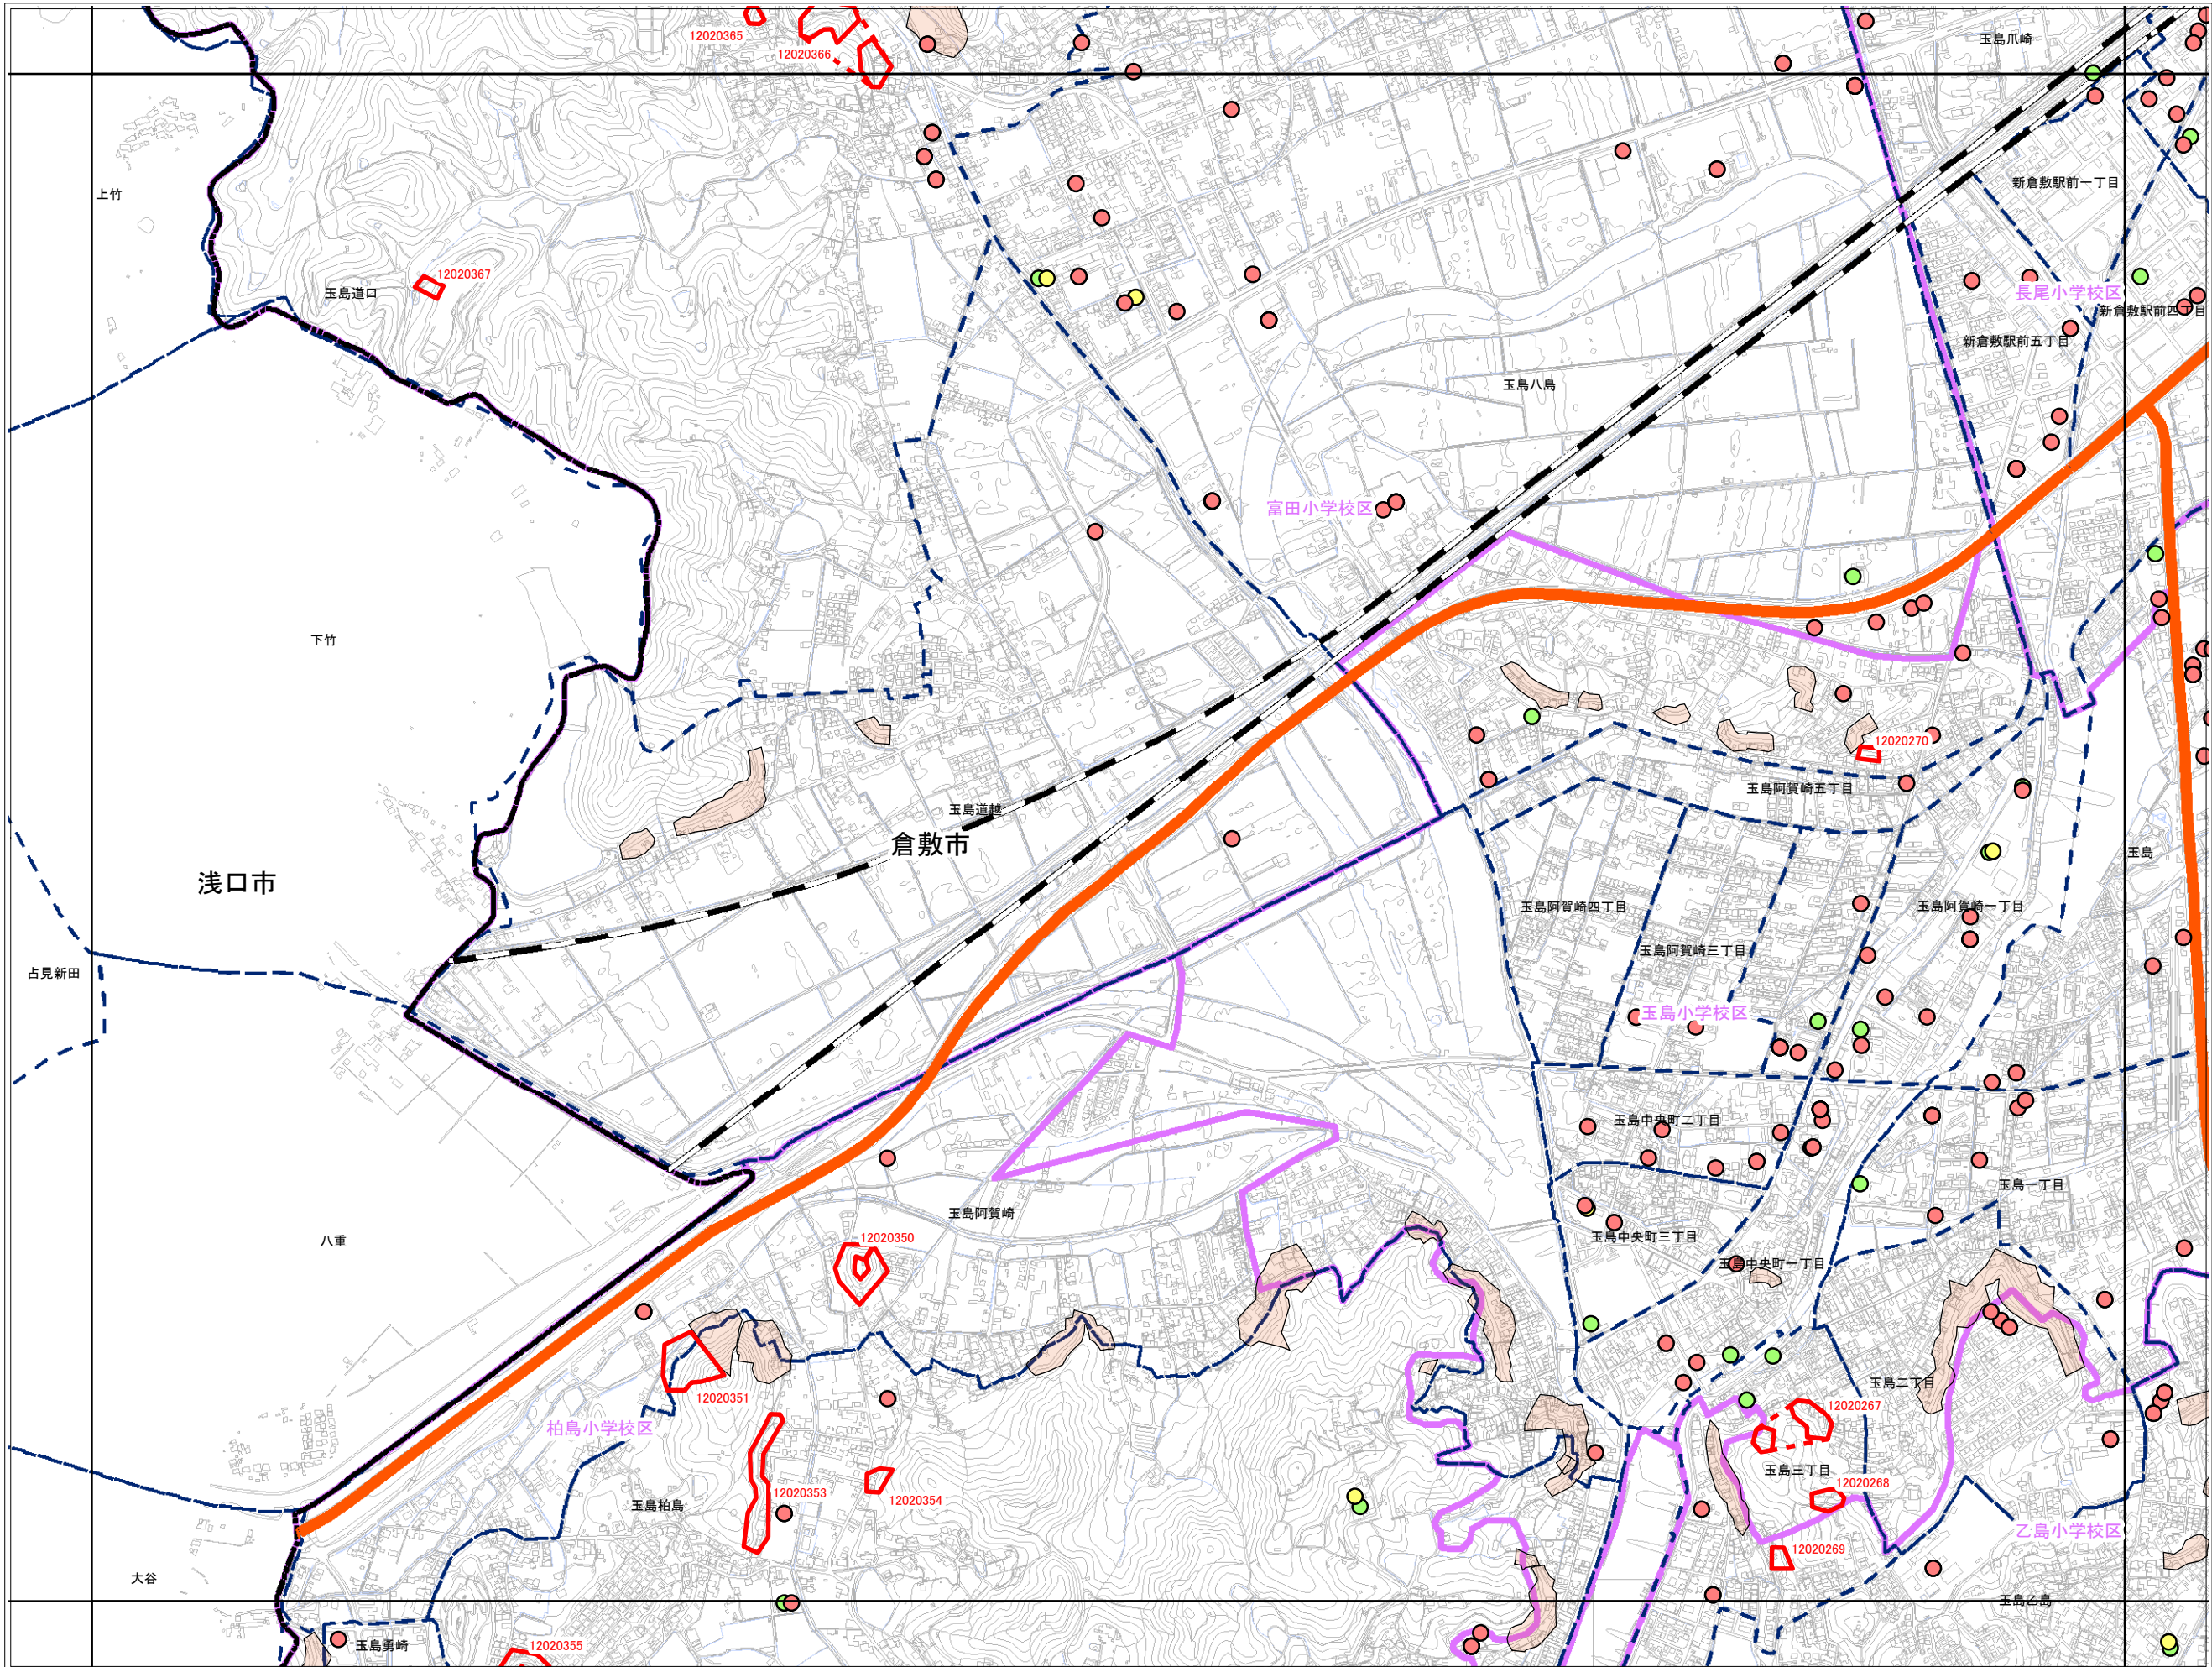 12020365
12020366
玉島爪崎
上竹
新倉敷駅前一丁目
12020367
玉島道口
長尾小学校区
新倉敷駅前四丁目
新倉敷駅前五丁目
玉島八島
富田小学校区
下竹
12020270
玉島阿賀崎五丁目
玉島道越
倉敷市
玉島
浅口市
玉島阿賀崎四丁目
玉島阿賀崎一丁目
玉島阿賀崎三丁目
占見新田
玉島小学校区
玉島中央町二丁目
玉島一丁目
玉島阿賀崎
12020350
玉島中央町三丁目
八重
玉島中央町一丁目
玉島二丁目
12020351
12020267
柏島小学校区
玉島三丁目
12020268
12020353
12020354
玉島柏島
乙島小学校区
12020269
大谷
玉島乙島
玉島勇崎
12020355